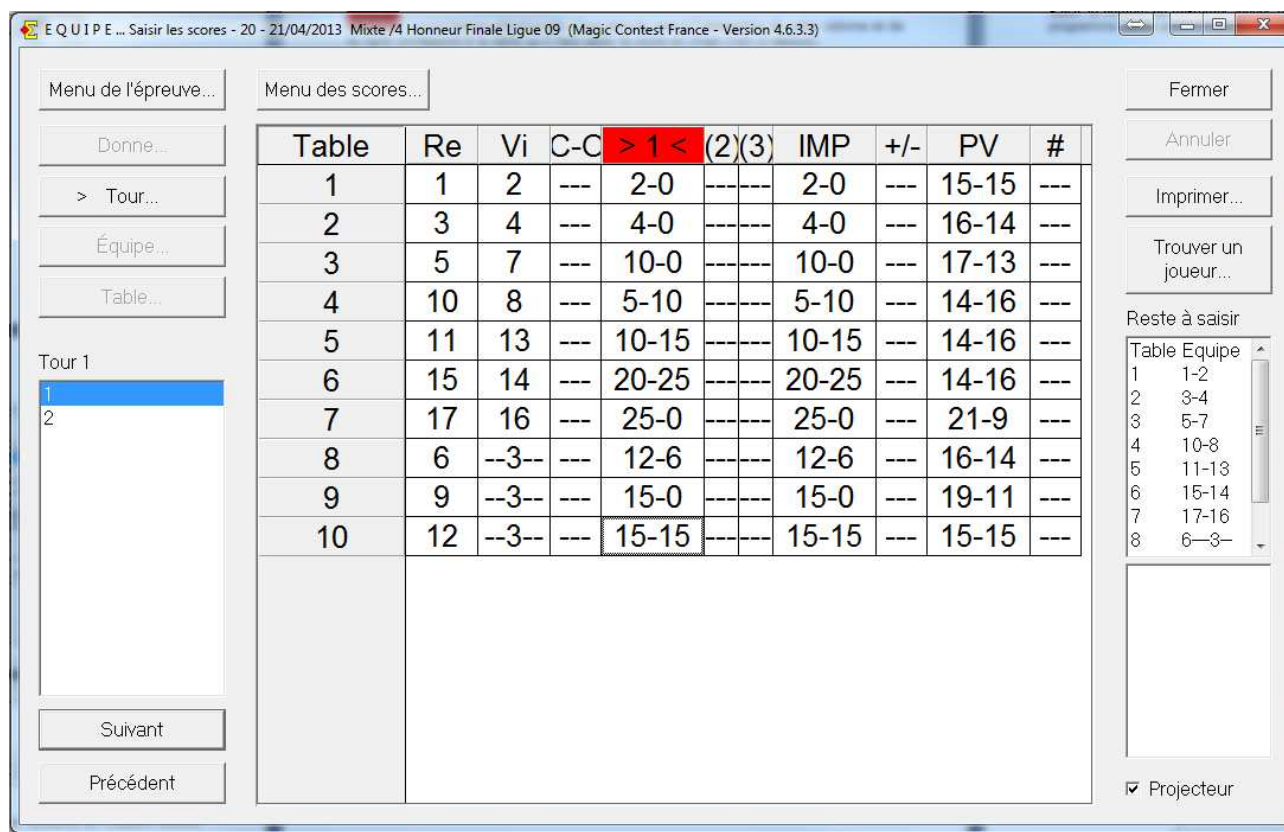 E Q U I P E ... Saisir les scores - 20 - 21/04/2013 Mixte /4 Honneur Finale Ligue 09 (Magic Contest France - Version 4.6.3.3)
Menu de l'épreuve...
Menu des scores...
Fermer
Donne...
Annuler
> Tour...
Imprimer...
Équipe...
Trouver un
joueur...
Table...
Table Re Vi C-C > 1 < (2) (3) IMP +/- PV #
1 1 2 --- 2-0 --- --- 2-0 --- 15-15 ---
2 3 4 --- 4-0 --- --- 4-0 --- 16-14 ---
3 5 7 --- 10-0 --- --- 10-0 --- 17-13 ---
4 10 8 --- 5-10 --- --- 5-10 --- 14-16 ---
5 11 13 --- 10-15 --- --- 10-15 --- 14-16 ---
6 15 14 --- 20-25 --- --- 20-25 --- 14-16 ---
7 17 16 --- 25-0 --- --- 25-0 --- 21-9 ---
8 6 --3-- --- 12-6 --- --- 12-6 --- 16-14 ---
9 9 --3-- --- 15-0 --- --- 15-0 --- 19-11 ---
10 12 --3-- --- 15-15 --- --- 15-15 --- 15-15 ---
Tour 1
1
2
Reste à saisir
Table Equipe
1 1-2
2 3-4
3 5-7
4 10-8
5 11-13
6 15-14
7 17-16
8 6—3–
Suivant
Précédent
Projecteur